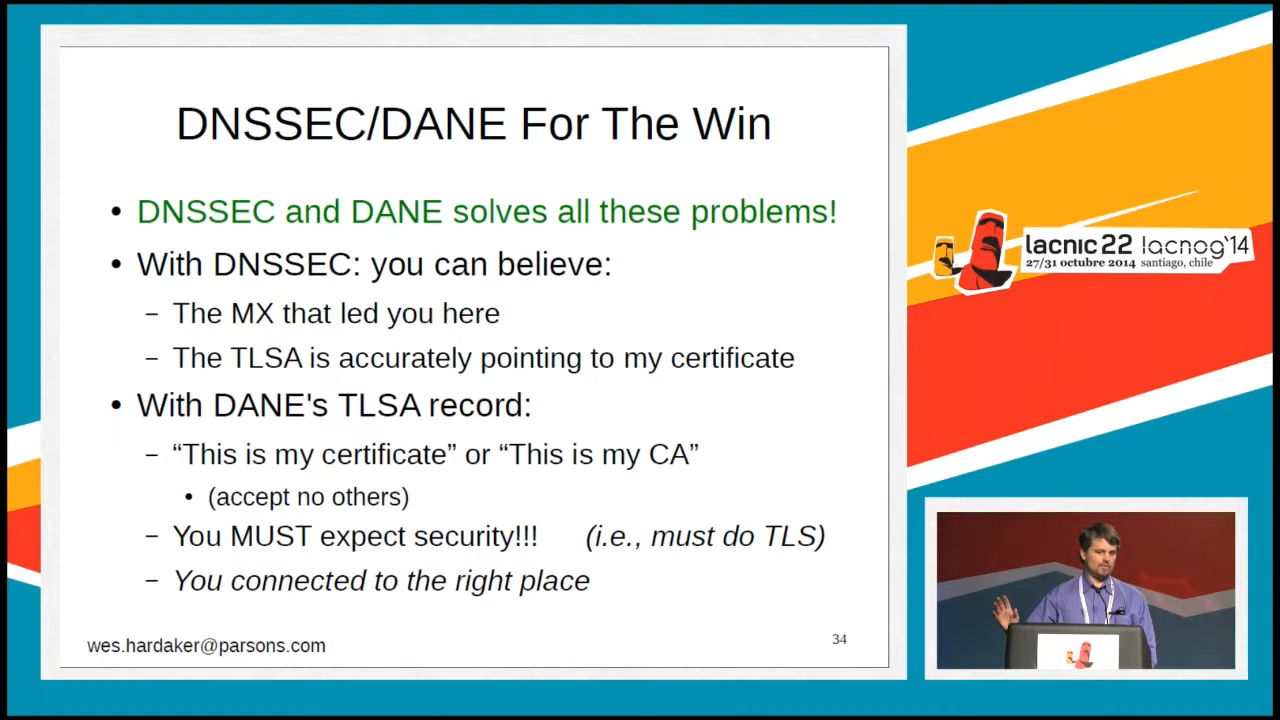 DNSSEC/DANE For The Win
• DNSSEC and DANE solves all these problems!
• With DNSSEC: you can believe:
– The MX that led you here
– The TLSA is accurately pointing to my certificate
• With DANE's TLSA record:
– “This is my certificate” or “This is my CA”
• (accept no others)
– You MUST expect security!!! (i.e., must do TLS)
– You connected to the right place
wes.hardaker@parsons.com
34
lacnic 22 lacnog'14
27/31 octubre 2014 santiago, chile